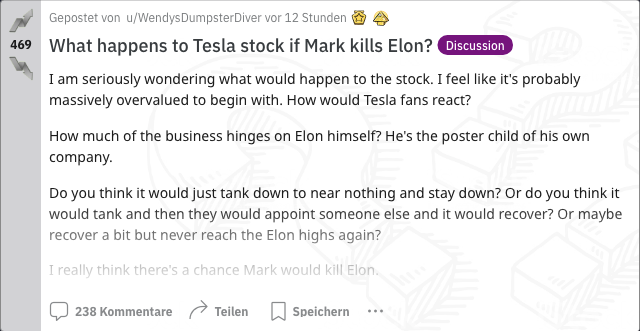 Gepostet von u/WendysDumpsterDiver vor 12 Stunden
469
What happens to Tesla stock if Mark kills Elon? Discussion
I am seriously wondering what would happen to the stock. I feel like it's probably
massively overvalued to begin with. How would Tesla fans react?
How much of the business hinges on Elon himself? He's the poster child of his own
company.
Do you think it would just tank down to near nothing and stay down? Or do you think it
would tank and then they would appoint someone else and it would recover? Or maybe
recover a bit but never reach the Elon highs again?
I really think there's a chance Mark would kill Elon.
238 Kommentare Teilen Speichern